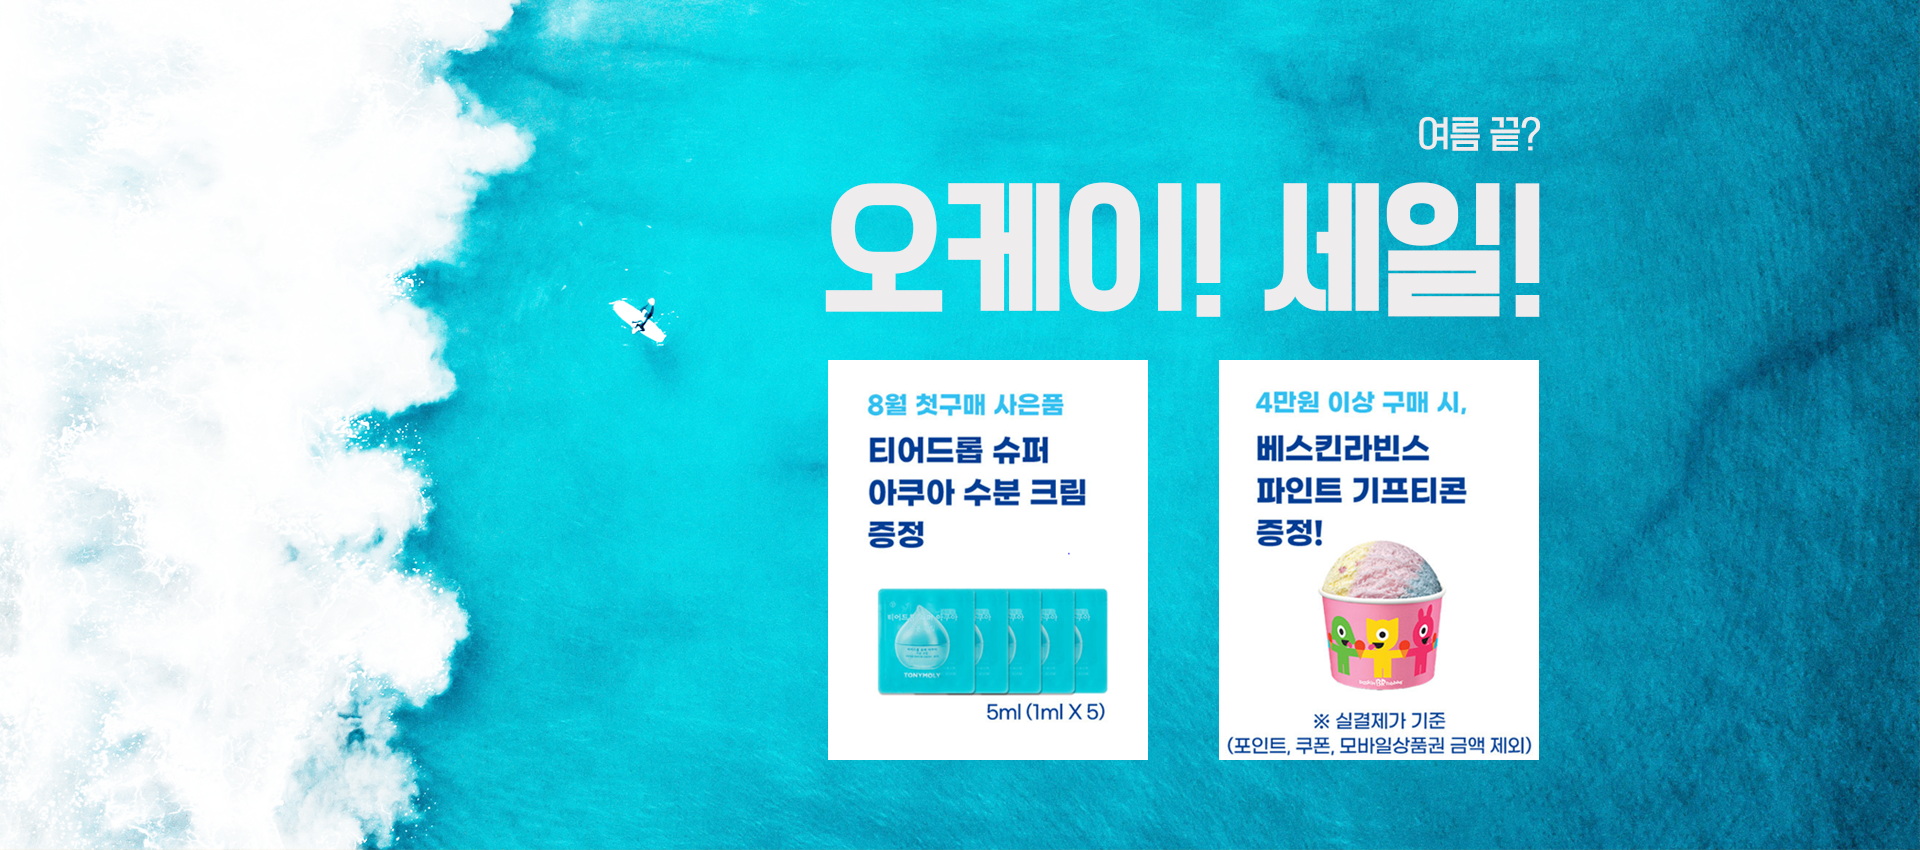 여름 끝?
오케이! 세일!
8월 첫구매 사은품
티어드롭 슈퍼
아쿠아 수분 크림
증정
TONYMOLY
5ml (1ml X 5)
4만원 이상 구매 시,
베스킨라빈스
파인트 기프티콘
증정!
※ 실결제가 기준
(포인트, 쿠폰, 모바일상품권 금액 제외)